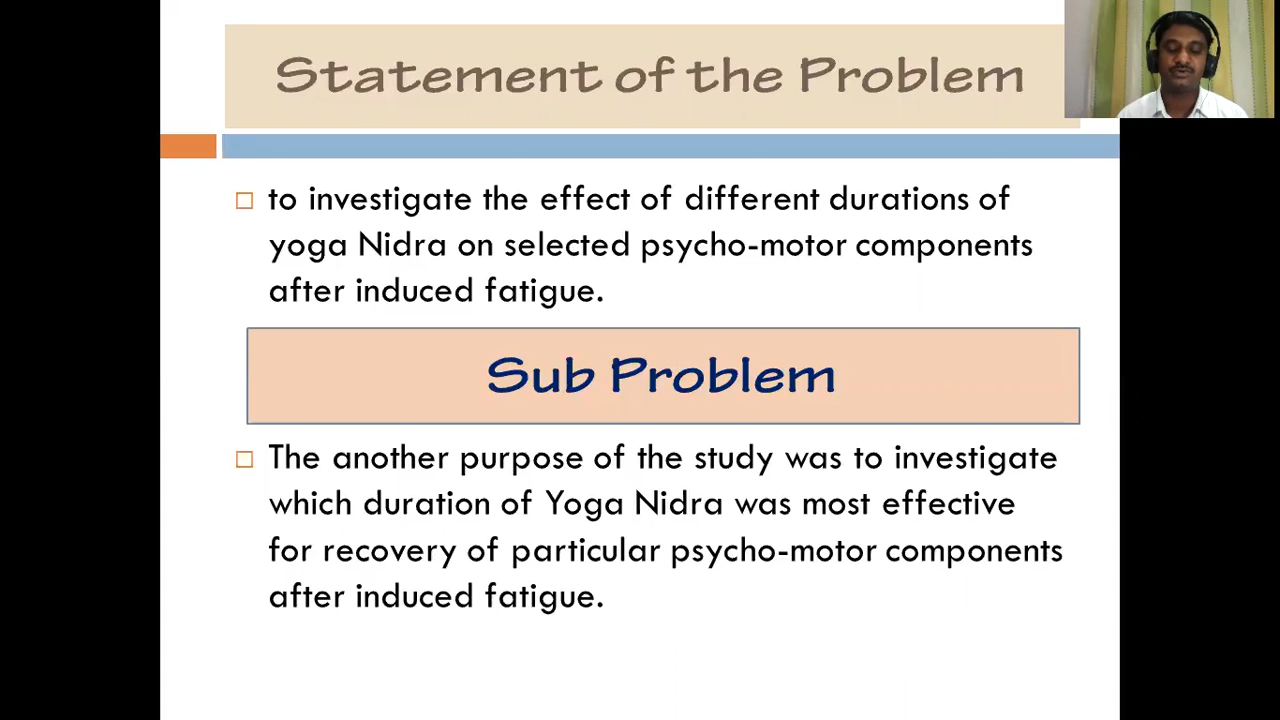 Statement of the Problem
to investigate the effect of different durations of
yoga Nidra on selected psycho-motor components
after induced fatigue.
Sub Problem
The another purpose of the study was to investigate
which duration of Yoga Nidra was most effective
for recovery of particular psycho-motor components
after induced fatigue.